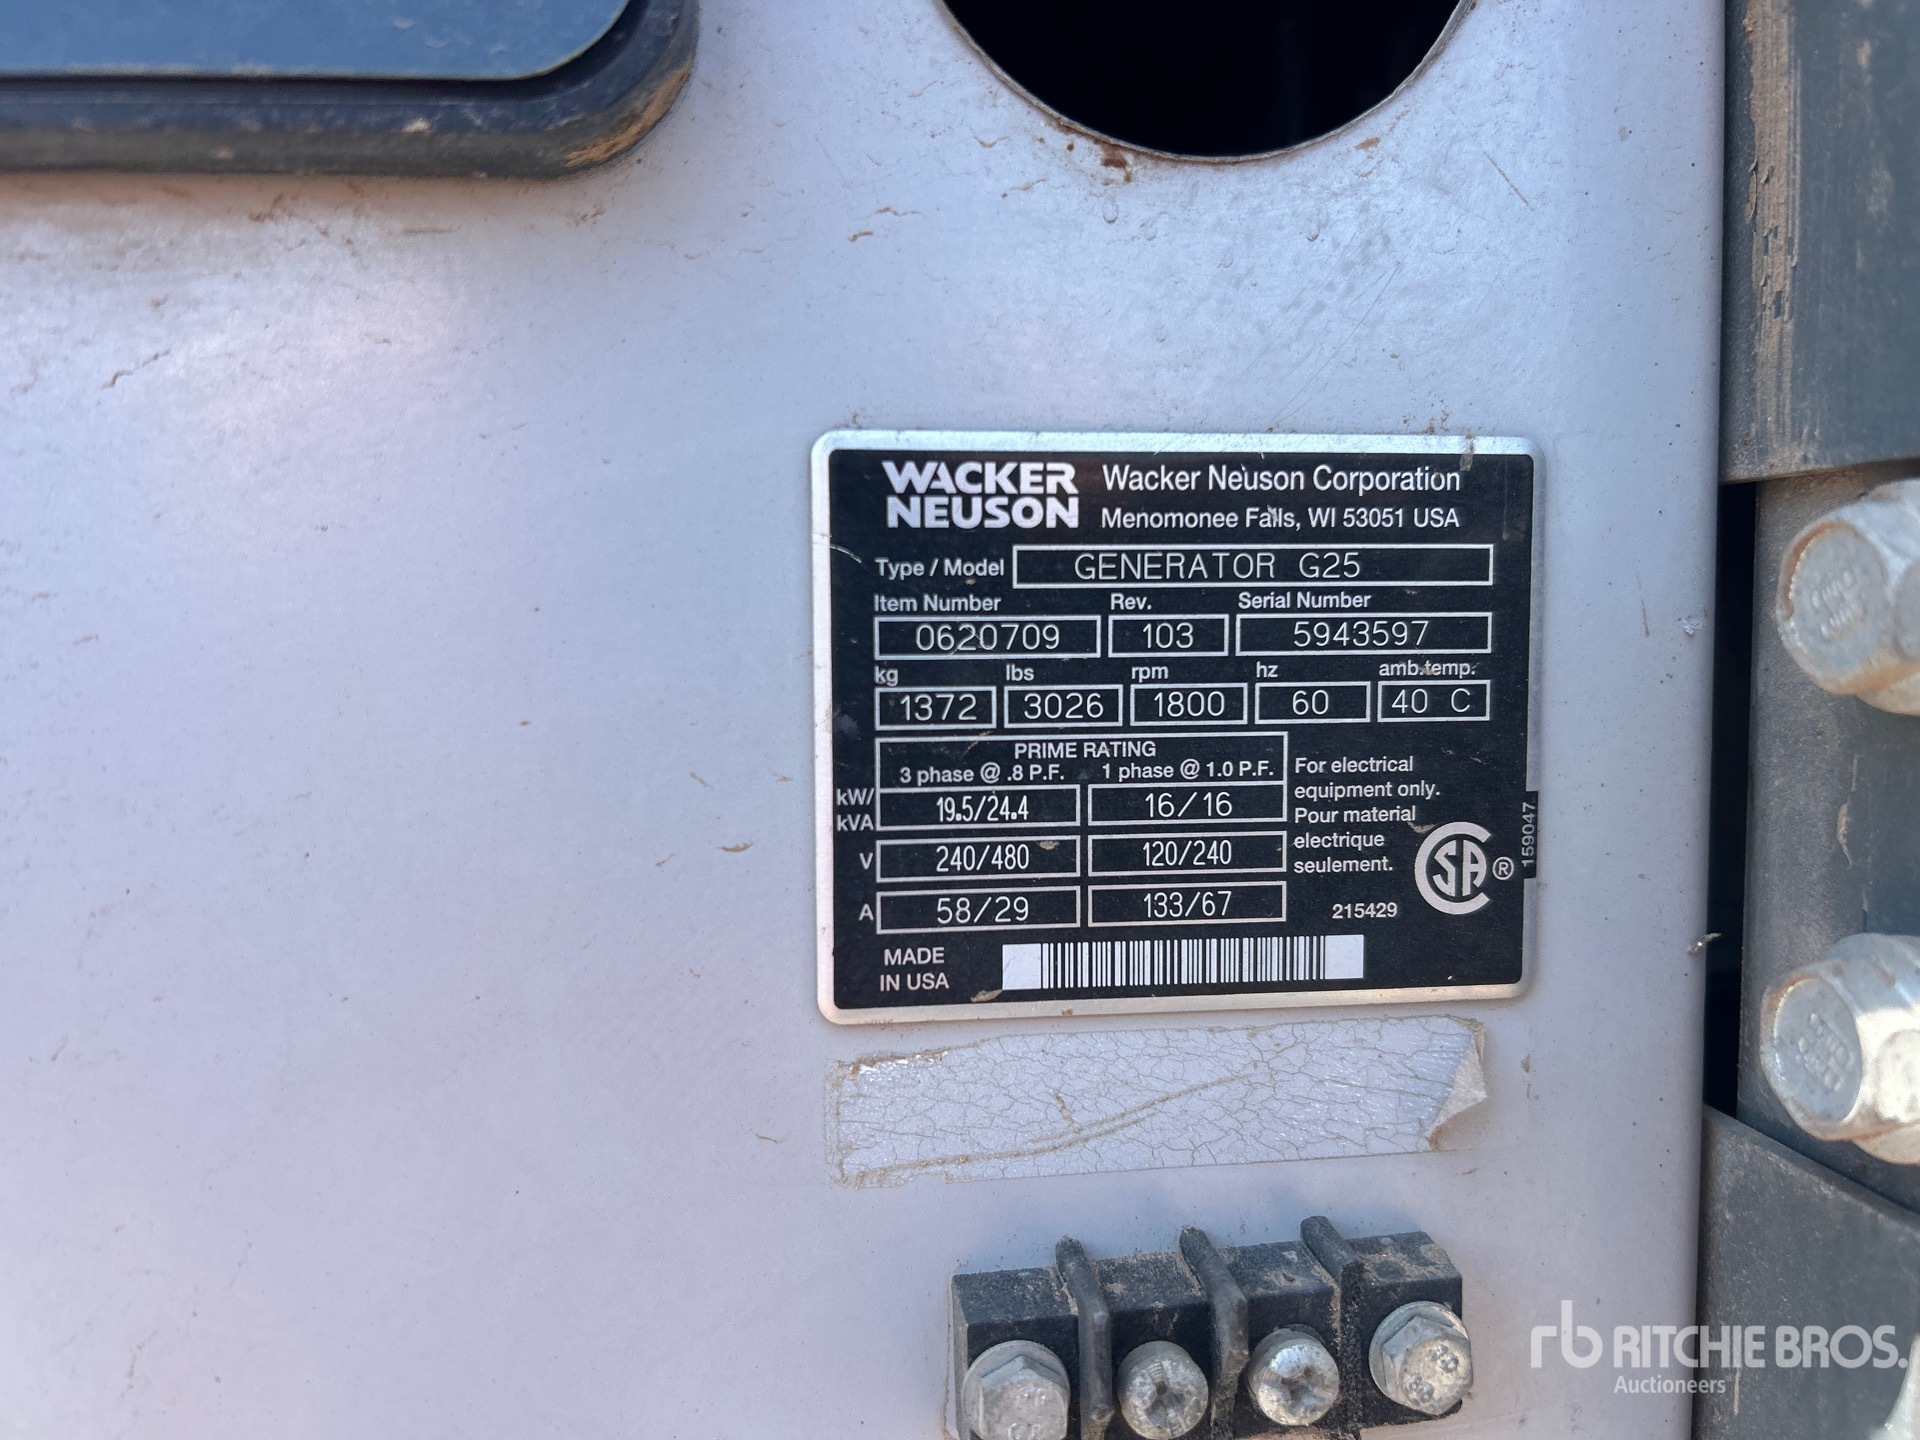 WACKER NEUSON
Wacker Neuson Corporation
Menomonee Falls, WI 53051 USA
Type / Model GENERATOR G25
Item Number Rev. Serial Number
0620709 103 5943597
kg lbs rpm hz amb.temp.
1372 3026 1800 60 40 C
PRIME RATING
3 phase @ .8 P.F. 1 phase @ 1.0 P.F.
kW/kVA 19.5/24.4 16/16
V 240/480 120/240
A 58/29 133/67
For electrical
equipment only.
Pour material
electrique
seulement.
SA ®
159047
215429
MADE
IN USA
rb RITCHIE BROS.
Auctioneers